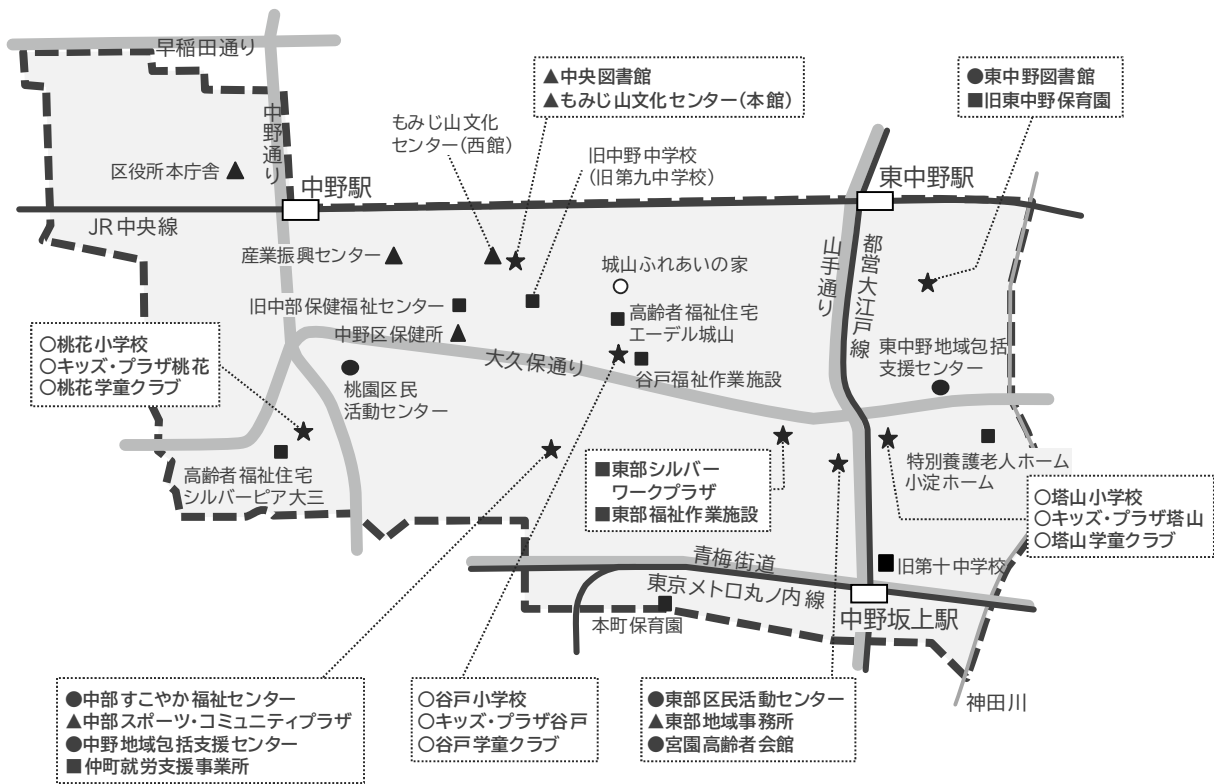 早稲田通り
中野通り
▲中央図書館
▲もみじ山文化センター(本館)
●東中野図書館
■旧東中野保育園
もみじ山文化
センター(西館)
旧中野中学校
(旧第九中学校)
区役所本庁舎
中野駅
東中野駅
JR中央線
産業振興センター
城山ふれあいの家
山手通り
都営大江戸線
旧中部保健福祉センター
高齢者福祉住宅
エーデル城山
中野区保健所
○桃花小学校
○キッズ・プラザ桃花
○桃花学童クラブ
大久保通り
谷戸福祉作業施設
東中野地域包括
支援センター
桃園区民
活動センター
高齢者福祉住宅
シルバーピア大三
■東部シルバー
ワークプラザ
■東部福祉作業施設
特別養護老人ホーム
小淀ホーム
○塔山小学校
○キッズ・プラザ塔山
○塔山学童クラブ
青梅街道
旧第十中学校
東京メトロ丸ノ内線
本町保育園
中野坂上駅
神田川
●中部すこやか福祉センター
▲中部スポーツ・コミュニティプラザ
●中野地域包括支援センター
■仲町就労支援事業所
○谷戸小学校
○キッズ・プラザ谷戸
○谷戸学童クラブ
●東部区民活動センター
▲東部地域事務所
●宮園高齢者会館